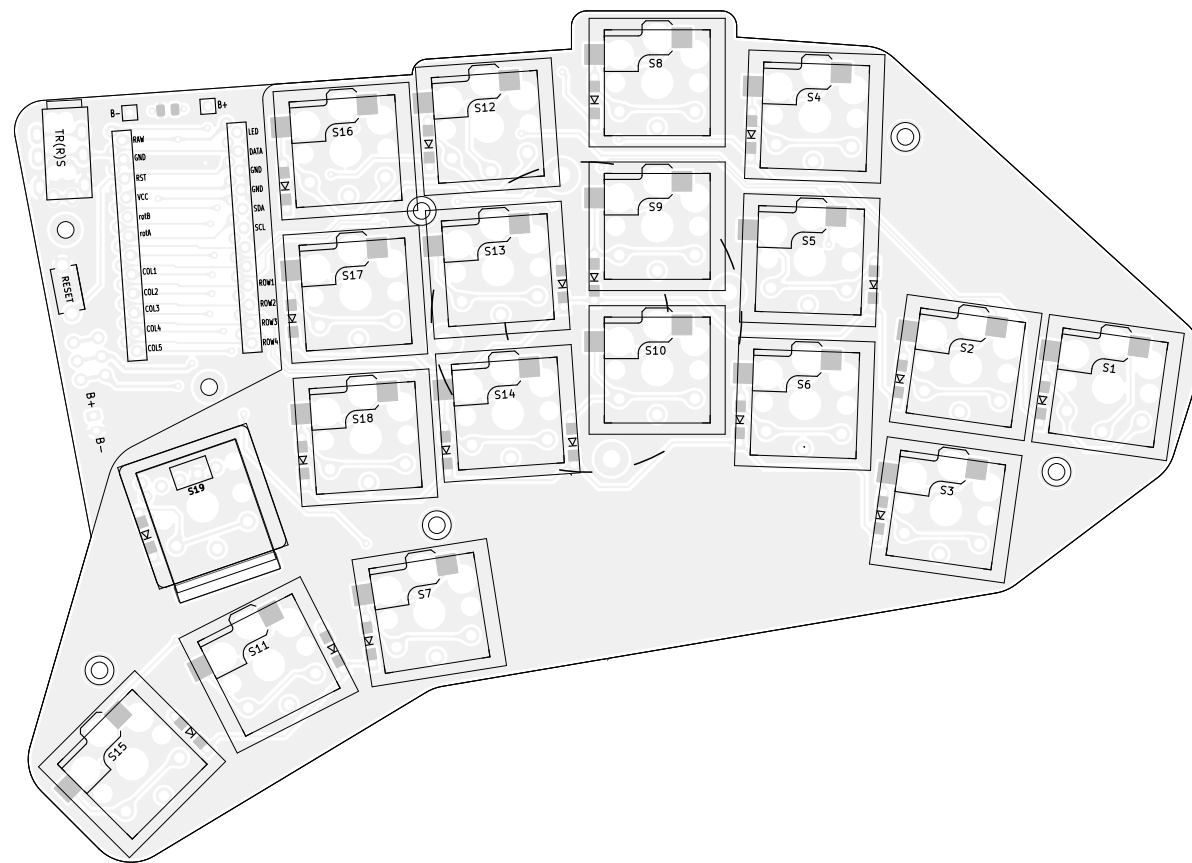 S8
S4
S12
S16
B-
B+
TR(R)S
RAW
GND
RST
VCC
rotB
rotA
COL1
COL2
COL3
COL4
COL5
LED
DATA
GND
GND
SDA
SCL
ROW1
ROW2
ROW3
ROW4
RESET
B+
B-
S9
S5
S13
S17
S10
S6
S14
S18
S2
S1
S3
S19
S7
S11
S15